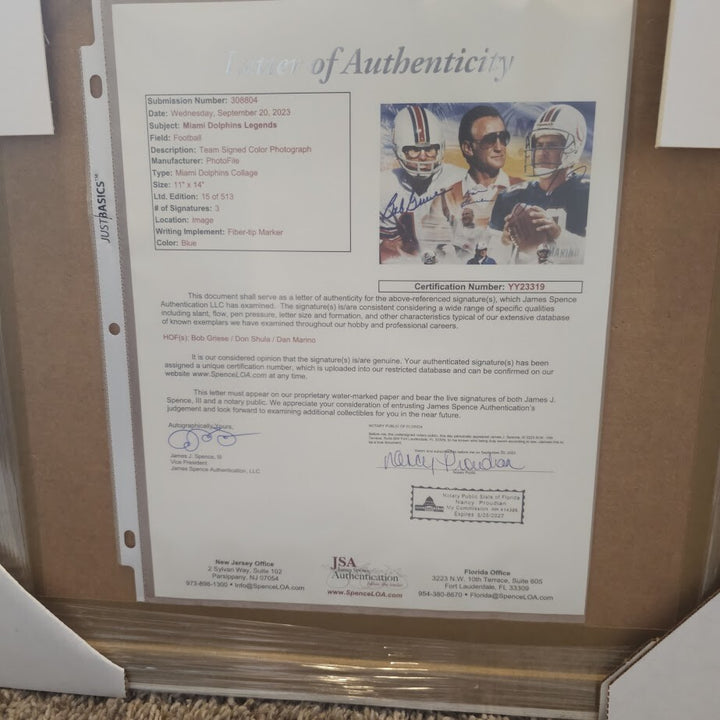 Letter of Authenticity
Submission Number: 308804
Date: Wednesday, September 20, 2023
Subject: Miami Dolphins Legends
Field: Football
Description: Team Signed Color Photograph
Manufacturer: PhotoFile
Type: Miami Dolphins Collage
Size: 11" x 14"
Ltd. Edition: 15 of 513
# of Signatures: 3
Location: Image
Writing Implement: Fiber-tip Marker
Color: Blue
JUST BASICS™
Bob Griese
MARINO
Certification Number: YY23319
This document shall serve as a letter of authenticity for the above-referenced signature(s), which James Spence
Authentication LLC has examined. The signature(s) is/are consistent considering a wide range of specific qualities
including slant, flow, pen pressure, letter size and formation, and other characteristics typical of our extensive database
of known exemplars we have examined throughout our hobby and professional careers.
HOF(s): Bob Griese / Don Shula / Dan Marino
It is our considered opinion that the signature(s) is/are genuine. Your authenticated signature(s) has been
assigned a unique certification number, which is uploaded into our restricted database and can be confirmed on our
website www.SpenceLOA.com at any time.
This letter must appear on our proprietary water-marked paper and bear the live signatures of both James J.
Spence, III and a notary public. We appreciate your consideration of entrusting James Spence Authentication's
judgement and look forward to examining additional collectibles for you in the near future.
Autographically Yours,
James J. Spence, III
Vice President
James Spence Authentication, LLC
NOTARY PUBLIC OF FLORIDA
Nancy Proudian
Notary Public State of Florida
Nancy Proudian
My Commission
Expires
New Jersey Office
2 Sylvan Way, Suite 102
Parsippany, NJ 07054
973-898-1300 • Info@SpenceLOA.com
JSA
James Spence
Authentication
www.SpenceLOA.com
Florida Office
3223 N.W. 10th Terrace, Suite 605
Fort Lauderdale, FL 33309
954-380-8670 • Florida@SpenceLOA.com